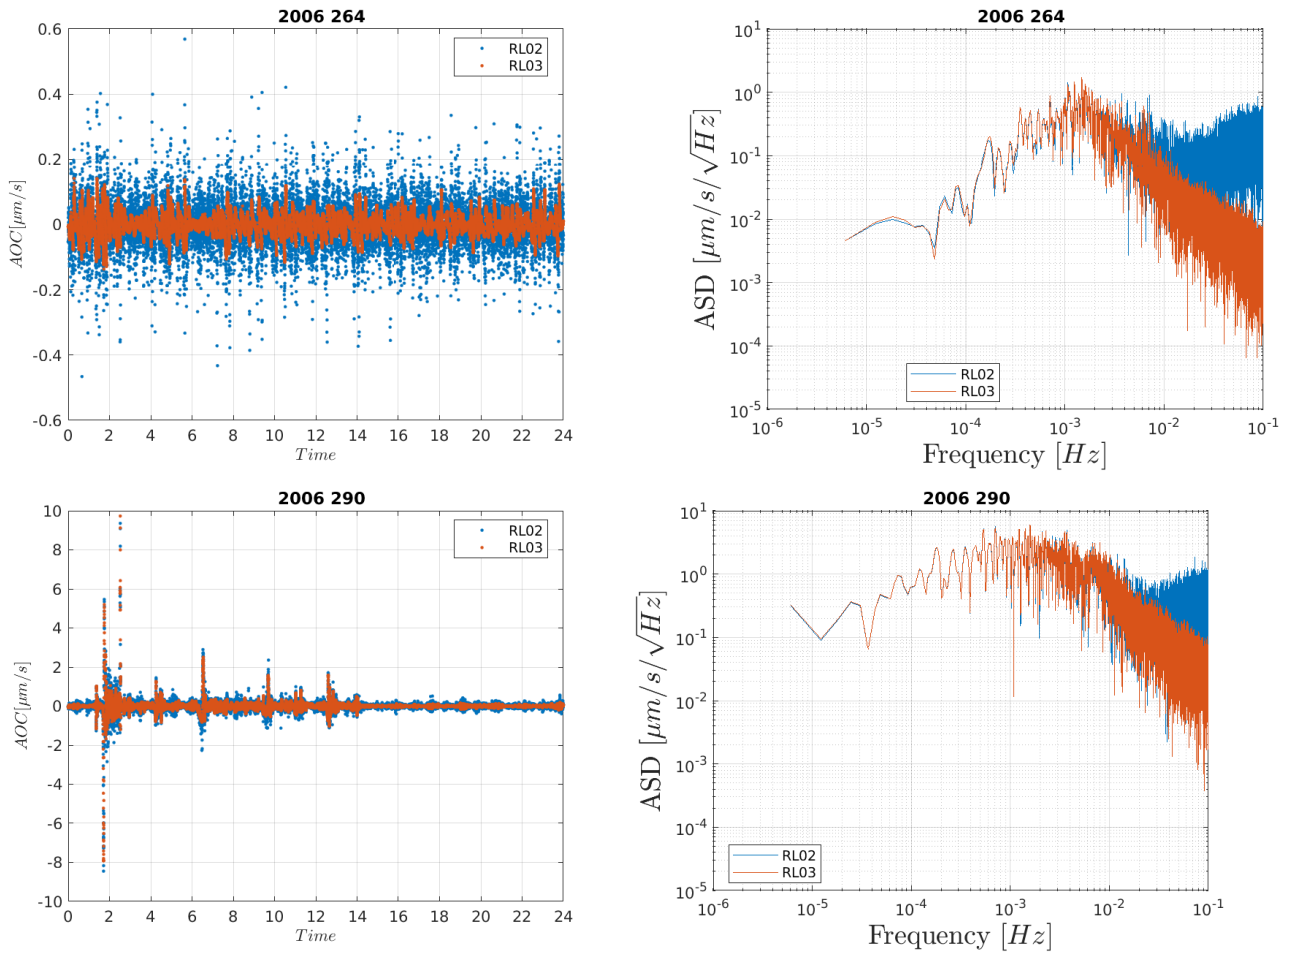 2006 264
0.6
0.4
0.2
0
-0.2
-0.4
-0.6
AOC[μm/s]
RL02
RL03
0 2 4 6 8 10 12 14 16 18 20 22 24
Time
2006 264
10^1
10^0
10^-1
10^-2
10^-3
10^-4
10^-5
ASD [μm/s/√Hz]
RL02
RL03
10^-6 10^-5 10^-4 10^-3 10^-2 10^-1
Frequency [Hz]
2006 290
10
8
6
4
2
0
-2
-4
-6
-8
-10
AOC[μm/s]
RL02
RL03
0 2 4 6 8 10 12 14 16 18 20 22 24
Time
2006 290
10^1
10^0
10^-1
10^-2
10^-3
10^-4
10^-5
ASD [μm/s/√Hz]
RL02
RL03
10^-6 10^-5 10^-4 10^-3 10^-2 10^-1
Frequency [Hz]